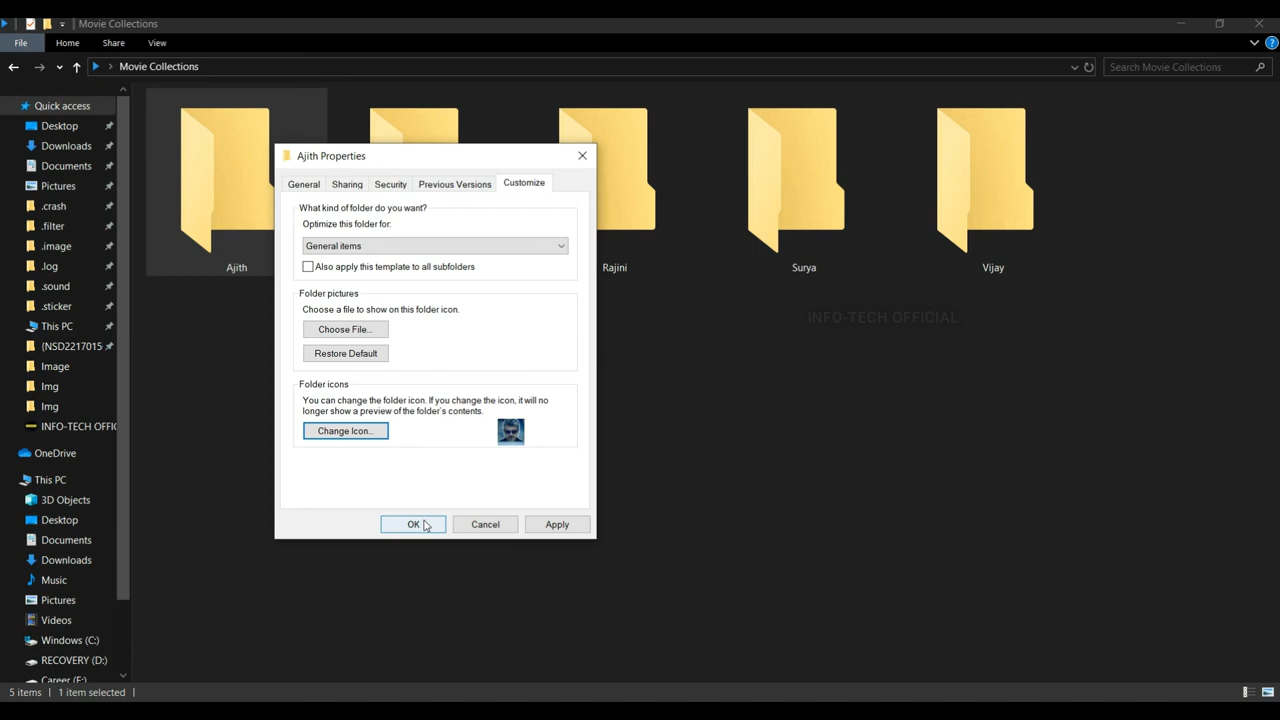 Movie Collections
File Home Share View
Movie Collections
Search Movie Collections
Quick access
Desktop
Downloads
Documents
Pictures
.crash
.filter
.image
.log
.sound
.sticker
This PC
{NSD2217015
Image
Img
Img
INFO-TECH OFFI
OneDrive
This PC
3D Objects
Desktop
Documents
Downloads
Music
Pictures
Videos
Windows (C:)
RECOVERY (D:)
Career (E:)
Ajith
Rajini
Surya
Vijay
INFO-TECH OFFICIAL
Ajith Properties
General Sharing Security Previous Versions Customize
What kind of folder do you want?
Optimize this folder for:
General items
Also apply this template to all subfolders
Folder pictures
Choose a file to show on this folder icon.
Choose File...
Restore Default
Folder icons
You can change the folder icon. If you change the icon, it will no
longer show a preview of the folder's contents.
Change Icon...
OK Cancel Apply
5 items 1 item selected